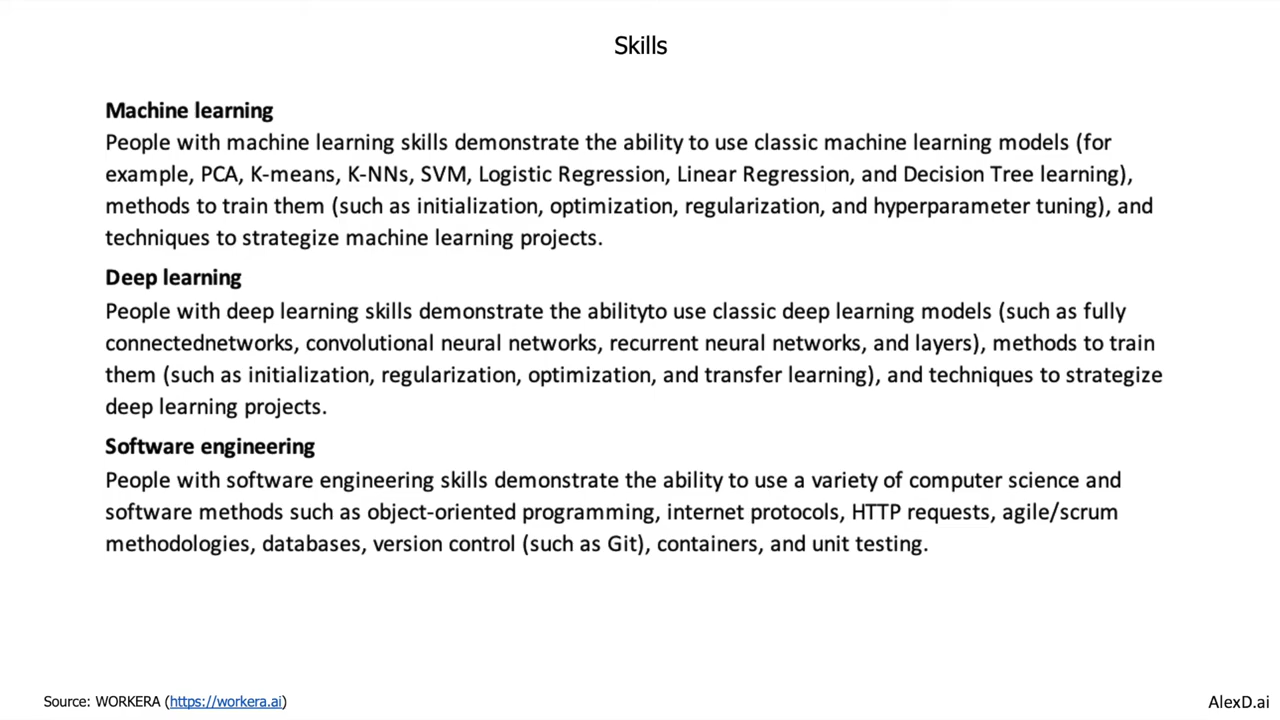 Skills
Machine learning
People with machine learning skills demonstrate the ability to use classic machine learning models (for
example, PCA, K-means, K-NNs, SVM, Logistic Regression, Linear Regression, and Decision Tree learning),
methods to train them (such as initialization, optimization, regularization, and hyperparameter tuning), and
techniques to strategize machine learning projects.
Deep learning
People with deep learning skills demonstrate the abilityto use classic deep learning models (such as fully
connectednetworks, convolutional neural networks, recurrent neural networks, and layers), methods to train
them (such as initialization, regularization, optimization, and transfer learning), and techniques to strategize
deep learning projects.
Software engineering
People with software engineering skills demonstrate the ability to use a variety of computer science and
software methods such as object-oriented programming, internet protocols, HTTP requests, agile/scrum
methodologies, databases, version control (such as Git), containers, and unit testing.
Source: WORKERA (https://workera.ai)
AlexD.ai